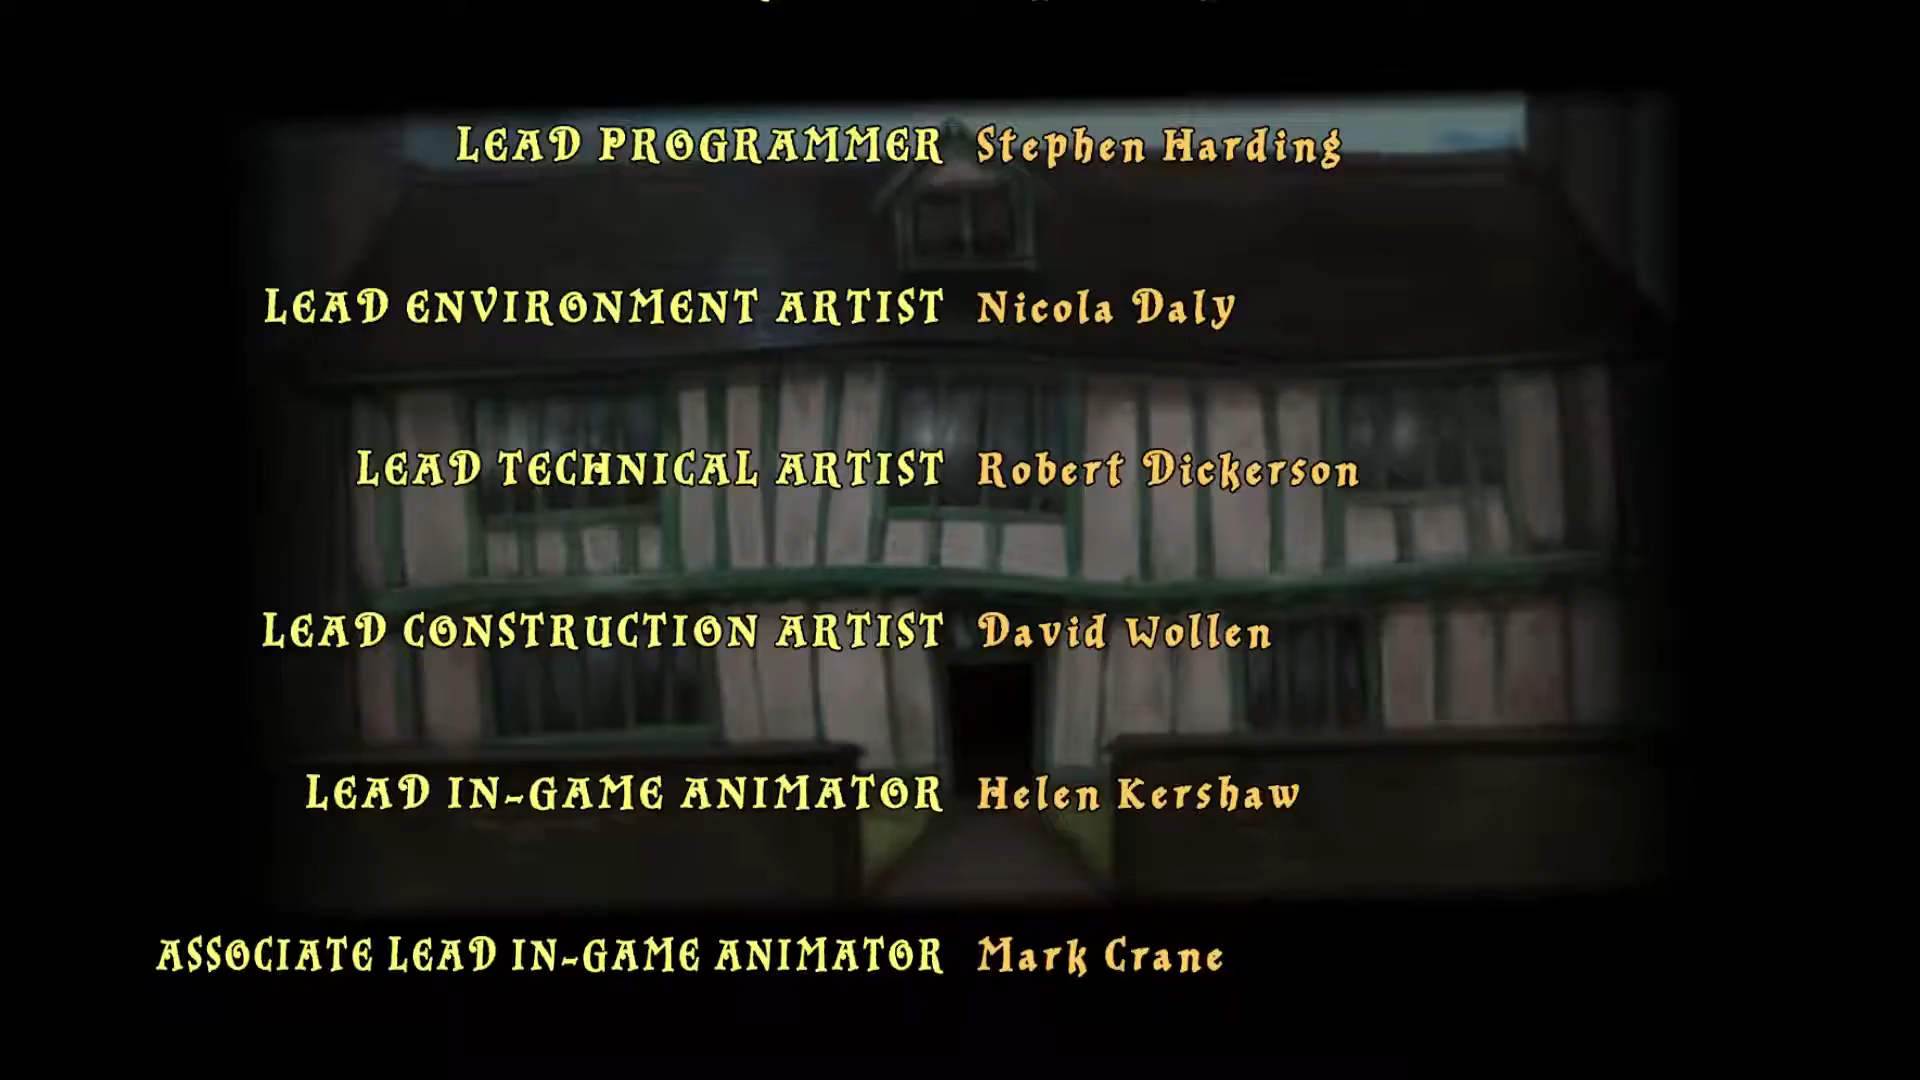 LEAD PROGRAMMER Stephen Harding
LEAD ENVIRONMENT ARTIST Nicola Daly
LEAD TECHNICAL ARTIST Robert Dickerson
LEAD CONSTRUCTION ARTIST David Wollen
LEAD IN-GAME ANIMATOR Helen Kershaw
ASSOCIATE LEAD IN-GAME ANIMATOR Mark Crane